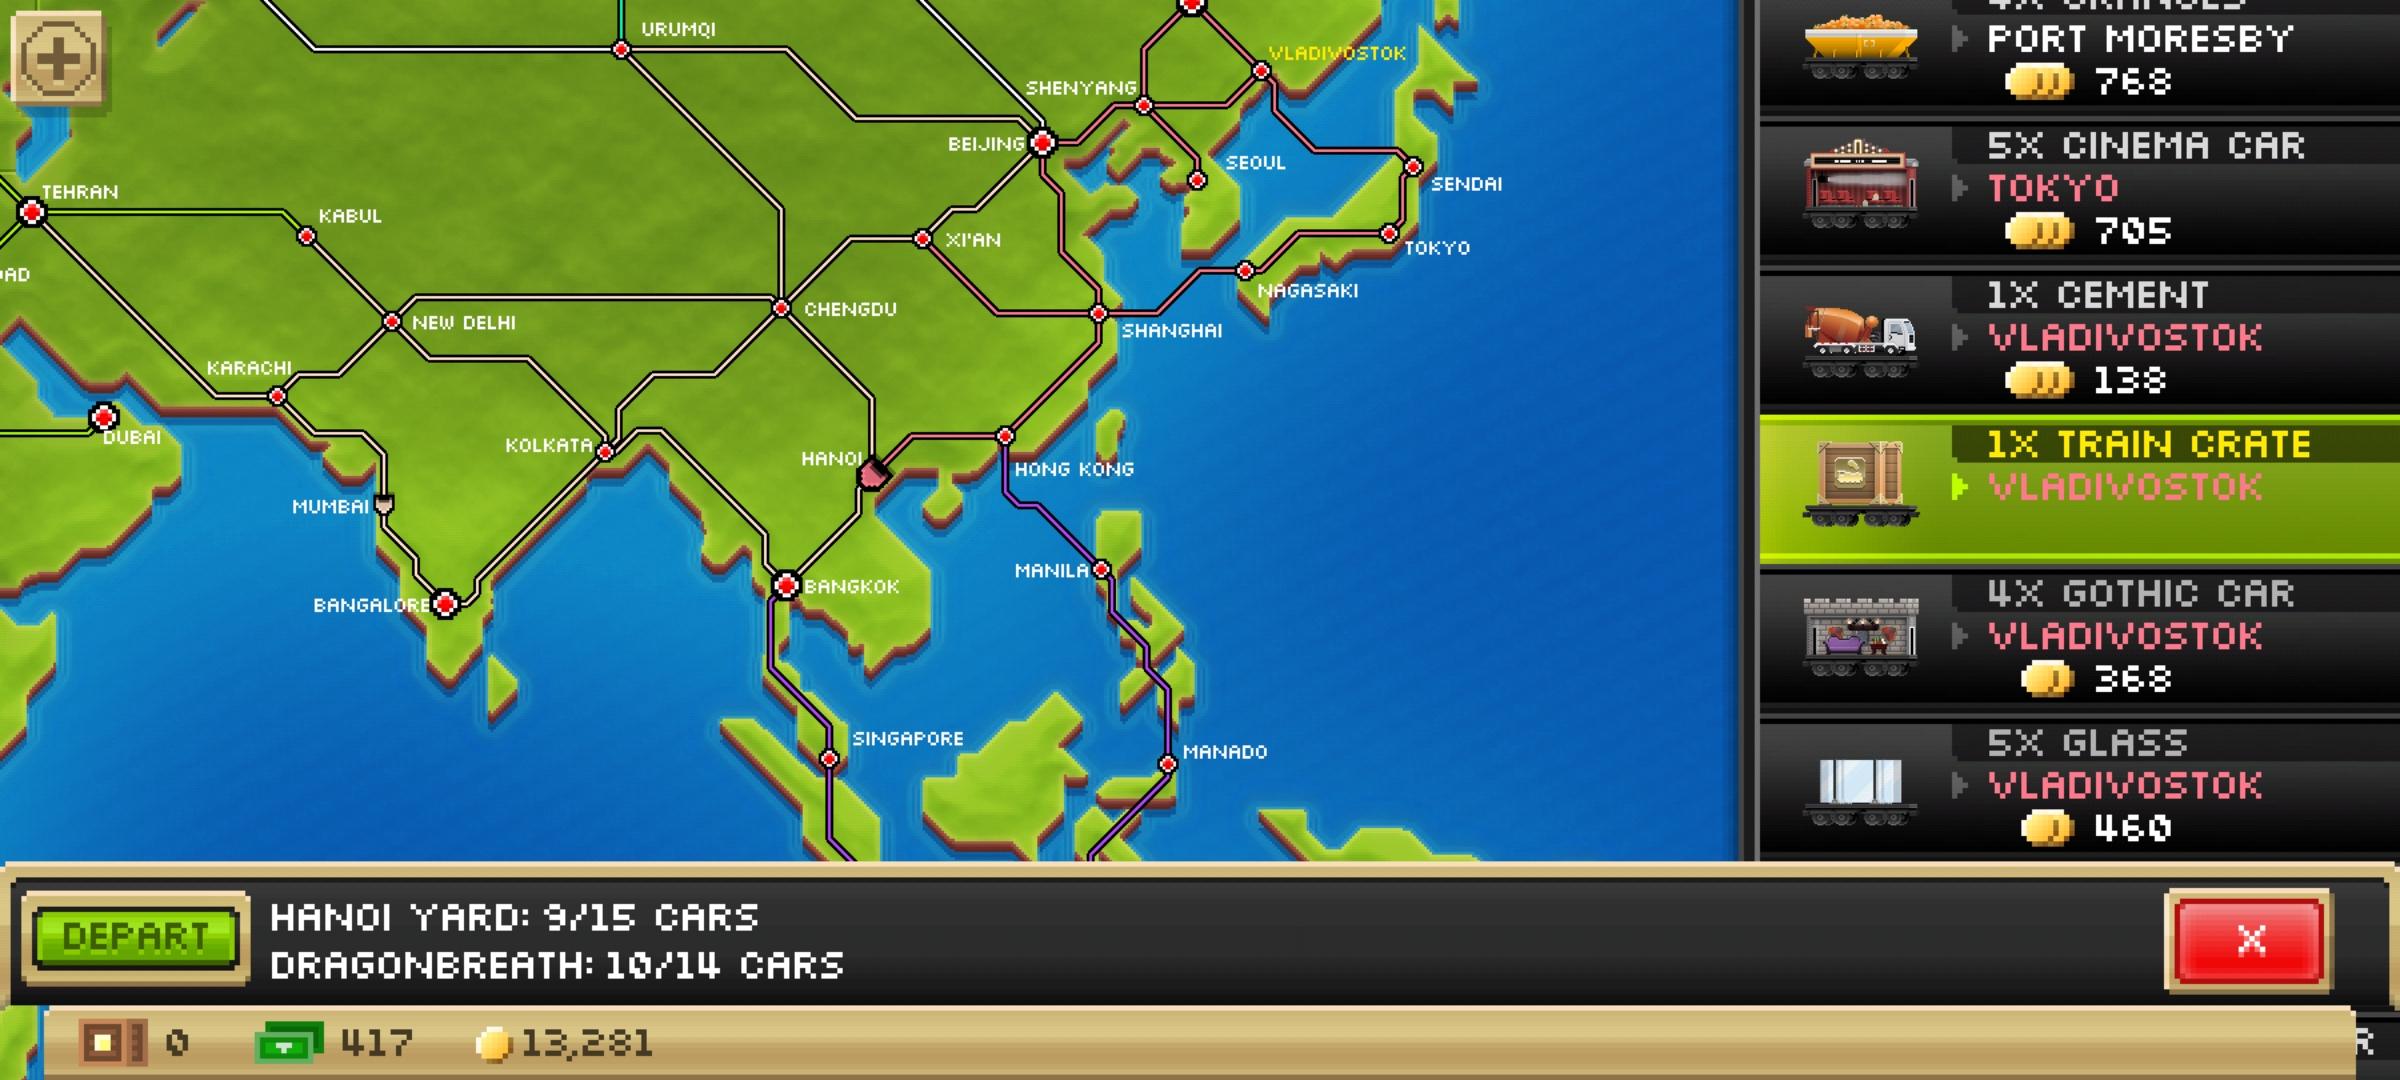 URUMQI
VLADIVOSTOK
SHENYANG
BEIJING
SEOUL
SENDAI
TEHRAN
KABUL
XI'AN
TOKYO
AD
NAGASAKI
CHENGDU
NEW DELHI
SHANGHAI
KARACHI
DUBAI
KOLKATA
HANOI
HONG KONG
MUMBAI
MANILA
BANGKOK
BANGALORE
SINGAPORE
MANADO
4X ORANGES
PORT MORESBY
768
5X CINEMA CAR
TOKYO
705
1X CEMENT
VLADIVOSTOK
138
1X TRAIN CRATE
VLADIVOSTOK
4X GOTHIC CAR
VLADIVOSTOK
368
5X GLASS
VLADIVOSTOK
460
DEPART
HANOI YARD: 9/15 CARS
DRAGONBREATH: 10/14 CARS
X
0
417
13,281
R